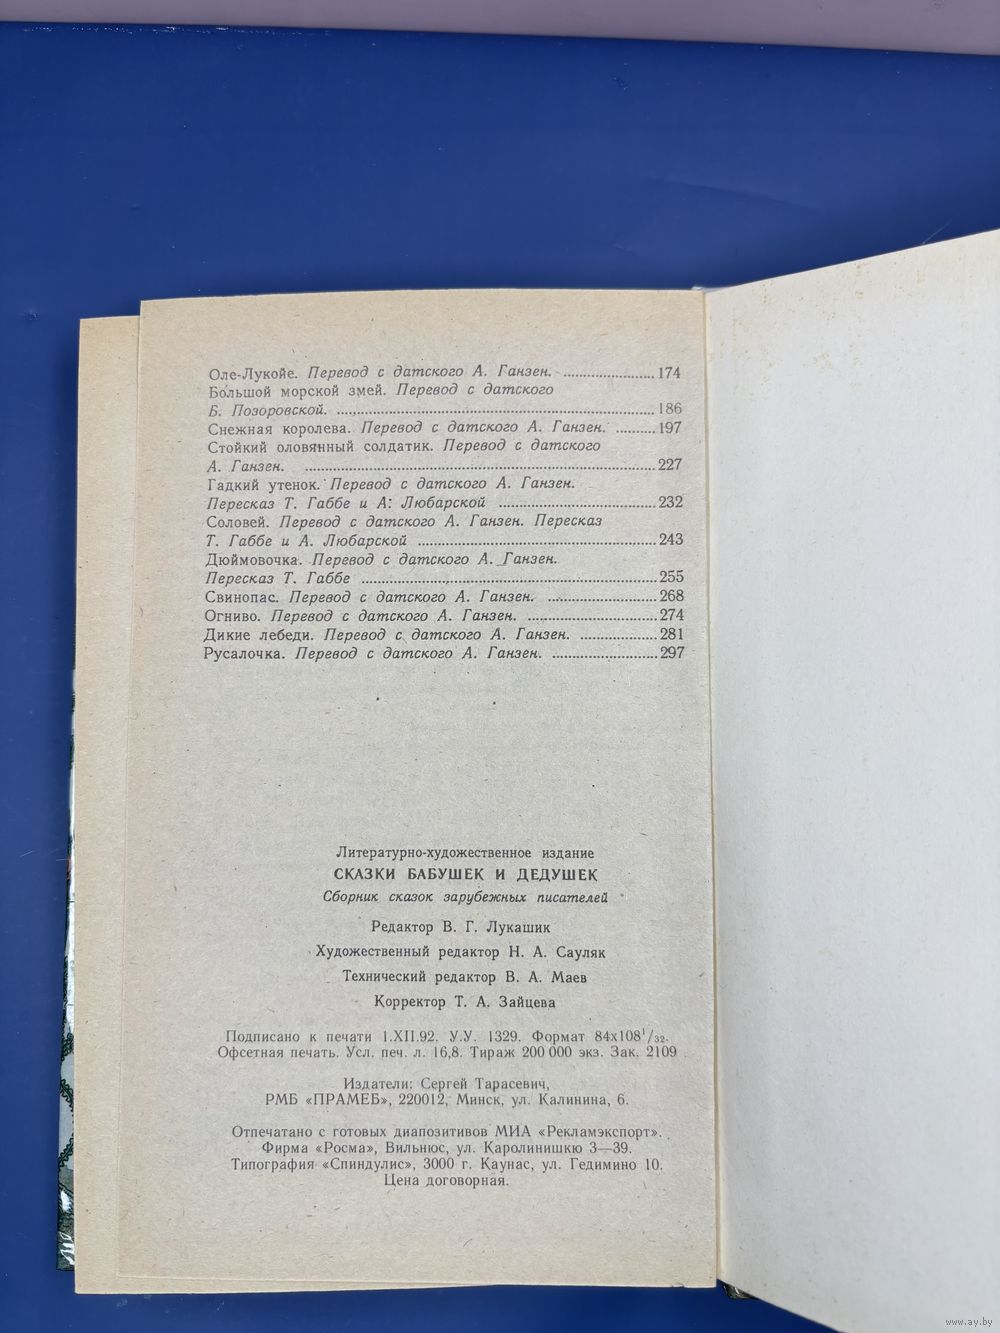 Оле-Лукойе. Перевод с датского А. Ганзен. ......................174
Большой морской змей. Перевод с датского
Б. Позоровской. ......................186
Снежная королева. Перевод с датского А. Ганзен. ..........197
Стойкий оловянный солдатик. Перевод с датского
А. Ганзен. ......................227
Гадкий утенок. Перевод с датского А. Ганзен.
Пересказ Т. Габбе и А. Любарской ......................232
Соловей. Перевод с датского А. Ганзен. Пересказ
Т. Габбе и А. Любарской ......................243
Дюймовочка. Перевод с датского А. Ганзен.
Пересказ Т. Габбе ......................255
Свинопас. Перевод с датского А. Ганзен. ......................268
Огниво. Перевод с датского А. Ганзен. ......................274
Дикие лебеди. Перевод с датского А. Ганзен. ..................281
Русалочка. Перевод с датского А. Ганзен. ......................297
Литературно-художественное издание
СКАЗКИ БАБУШЕК И ДЕДУШЕК
Сборник сказок зарубежных писателей
Редактор В. Г. Лукашик
Художественный редактор Н. А. Сауляк
Технический редактор В. А. Маев
Корректор Т. А. Зайцева
Подписано к печати 1.XII.92. У.У. 1329. Формат 84х108¹/₃₂.
Офсетная печать. Усл. печ. л. 16,8. Тираж 200 000 экз. Зак. 2109
Издатели: Сергей Тарасевич,
РМБ «ПРАМЕБ», 220012, Минск, ул. Калинина, 6.
Отпечатано с готовых диапозитивов МИА «Рекламэкспорт».
Фирма «Росма», Вильнюс, ул. Каролинишкю 3—39.
Типография «Спиндулис», 3000 г. Каунас, ул. Гедимино 10.
Цена договорная.
www.ay.by